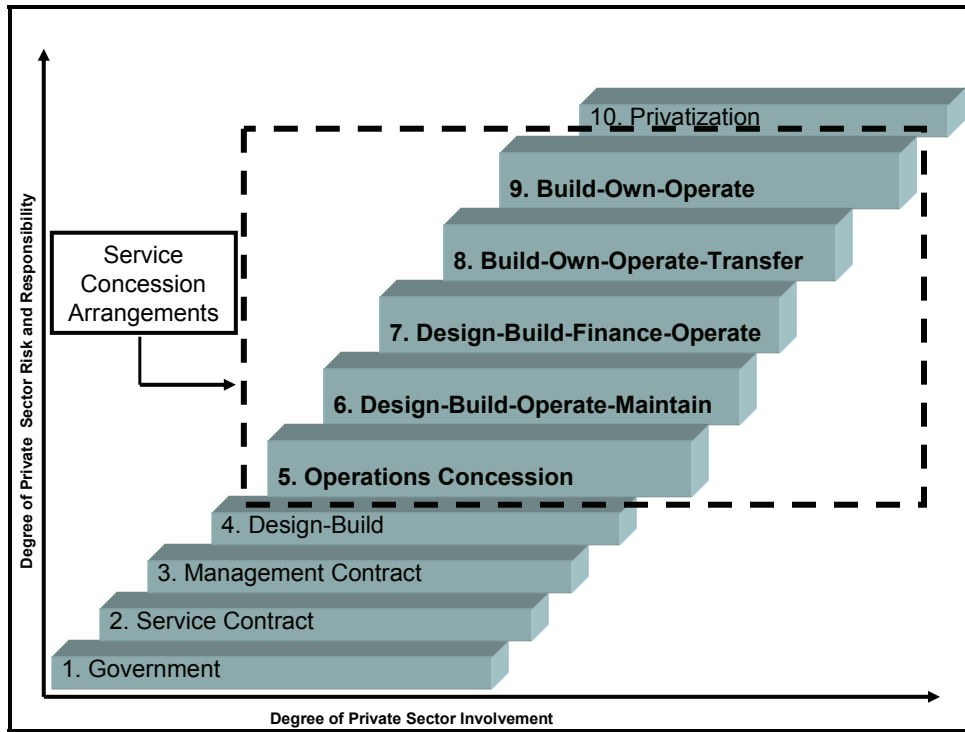 10. Privatization
9. Build-Own-Operate
8. Build-Own-Operate-Transfer
7. Design-Build-Finance-Operate
6. Design-Build-Operate-Maintain
5. Operations Concession
4. Design-Build
3. Management Contract
2. Service Contract
1. Government
Service
Concession
Arrangements
Degree of Private Sector Risk and Responsibility
Degree of Private Sector Involvement